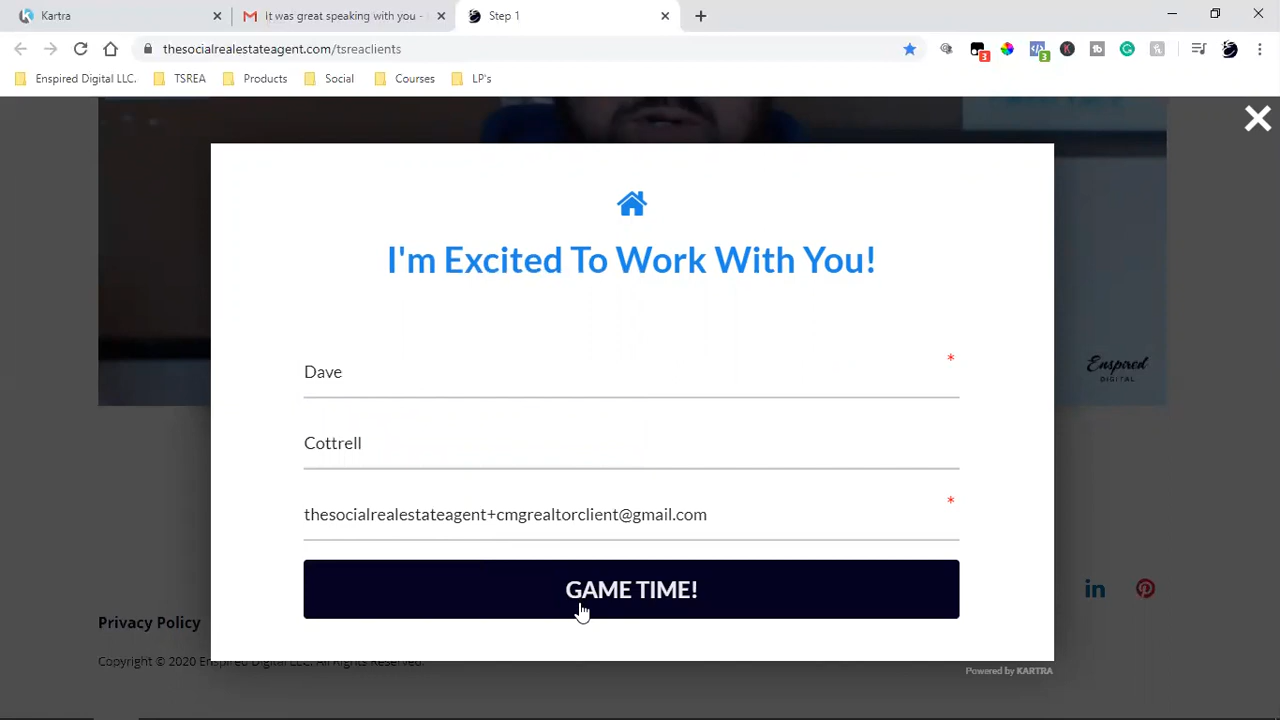 Kartra
It was great speaking with you -
Step 1
thesocialrealestateagent.com/tsreaclients
3
3
Enspired Digital LLC.
TSREA
Products
Social
Courses
LP's
I'm Excited To Work With You!
Dave
*
Cottrell
thesocialrealestateagent+cmgrealtorclient@gmail.com
*
GAME TIME!
Enspired
DIGITAL
Privacy Policy
Copyright © 2020 Enspired Digital LLC. All Rights Reserved.
Powered by KARTRA